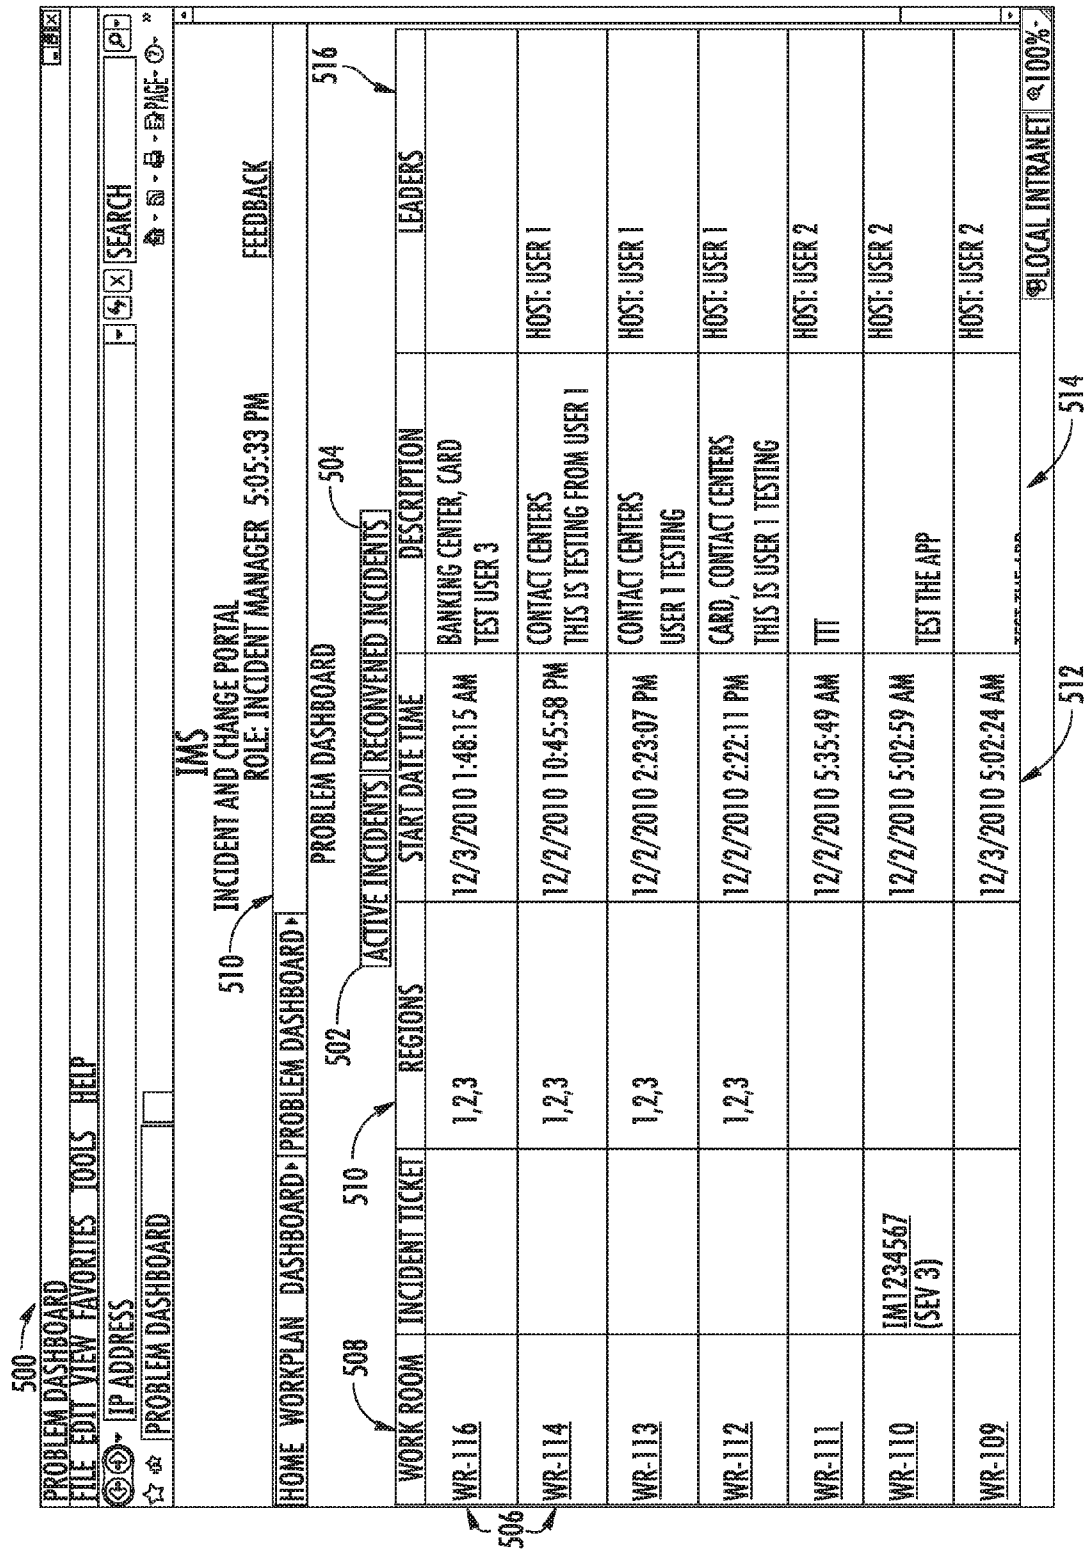 500
PROBLEM DASHBOARD
FILE EDIT VIEW FAVORITES TOOLS HELP
IP ADDRESS SEARCH
PROBLEM DASHBOARD PAGE
IMS
INCIDENT AND CHANGE PORTAL
ROLE: INCIDENT MANAGER 5:05:33 PM FEEDBACK
510
HOME WORKPLAN DASHBOARD PROBLEM DASHBOARD
PROBLEM DASHBOARD
502 ACTIVE INCIDENTS RECONVENED INCIDENTS 504
508 510 516
WORK ROOM INCIDENT TICKET REGIONS START DATE TIME DESCRIPTION LEADERS
WR-116 1,2,3 12/3/2010 1:48:15 AM BANKING CENTER, CARD
TEST USER 3
506
WR-114 1,2,3 12/2/2010 10:45:58 PM CONTACT CENTERS HOST: USER 1
THIS IS TESTING FROM USER 1
WR-113 1,2,3 12/2/2010 2:23:07 PM CONTACT CENTERS HOST: USER 1
USER 1 TESTING
WR-112 1,2,3 12/2/2010 2:22:11 PM CARD, CONTACT CENTERS HOST: USER 1
THIS IS USER 1 TESTING
WR-111 12/2/2010 5:35:49 AM TTT HOST: USER 2
WR-110 IM1234567 12/2/2010 5:02:59 AM HOST: USER 2
(SEV 3) TEST THE APP
WR-109 12/3/2010 5:02:24 AM HOST: USER 2
LOCAL INTRANET 100%
512 514